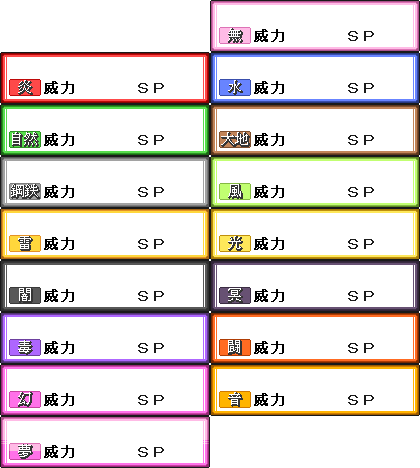 無 威力 SP
炎 威力 SP
水 威力 SP
自然 威力 SP
大地 威力 SP
鋼鉄 威力 SP
風 威力 SP
雷 威力 SP
光 威力 SP
闇 威力 SP
冥 威力 SP
毒 威力 SP
闘 威力 SP
幻 威力 SP
音 威力 SP
夢 威力 SP